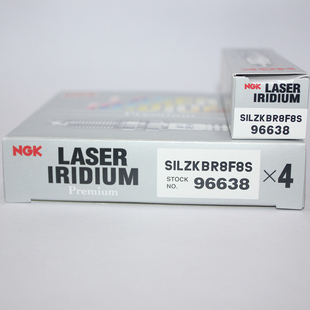 NGK
LASER
IRIDIUM
SILZKBR8F8S
96638
NGK
LASER
IRIDIUM
Premium
SILZKBR8F8S
STOCK NO. 96638
×4